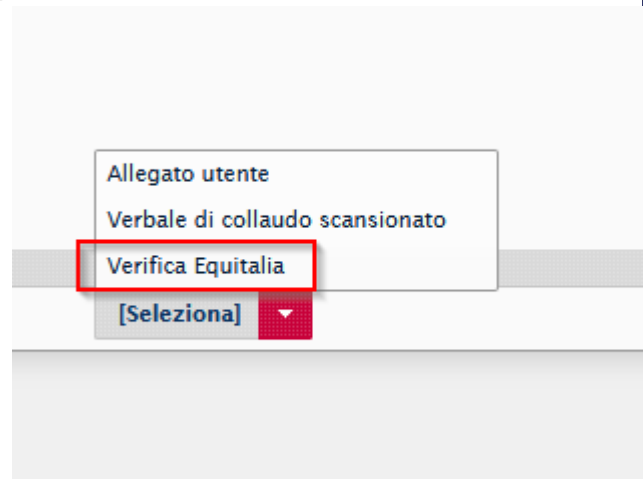 Allegato utente
Verbale di collaudo scansionato
Verifica Equitalia
[Seleziona]